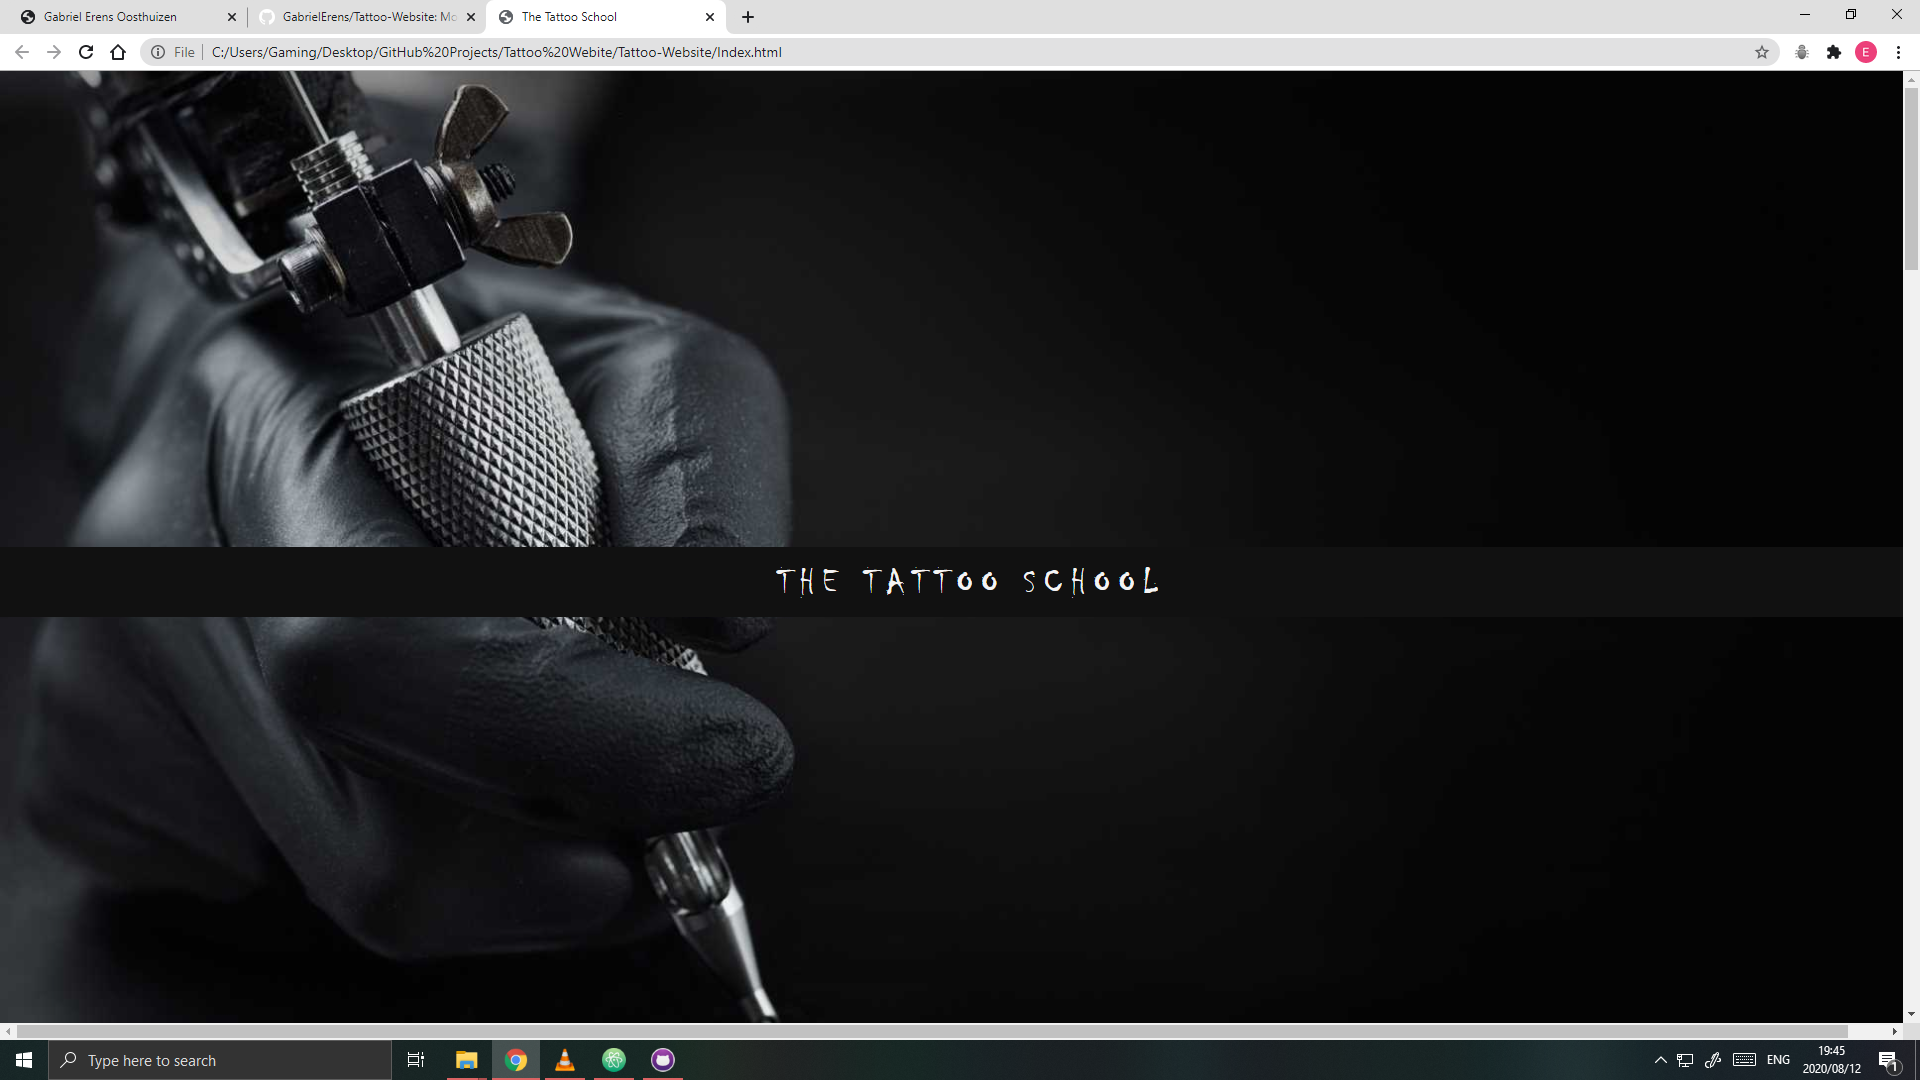 Gabriel Erens Oosthuizen
GabrielErens/Tattoo-Website: Mo
The Tattoo School
File
C:/Users/Gaming/Desktop/GitHub%20Projects/Tattoo%20Webite/Tattoo-Website/Index.html
E
THE TATTOO SCHOOL
Type here to search
ENG
19:45
2020/08/12
1